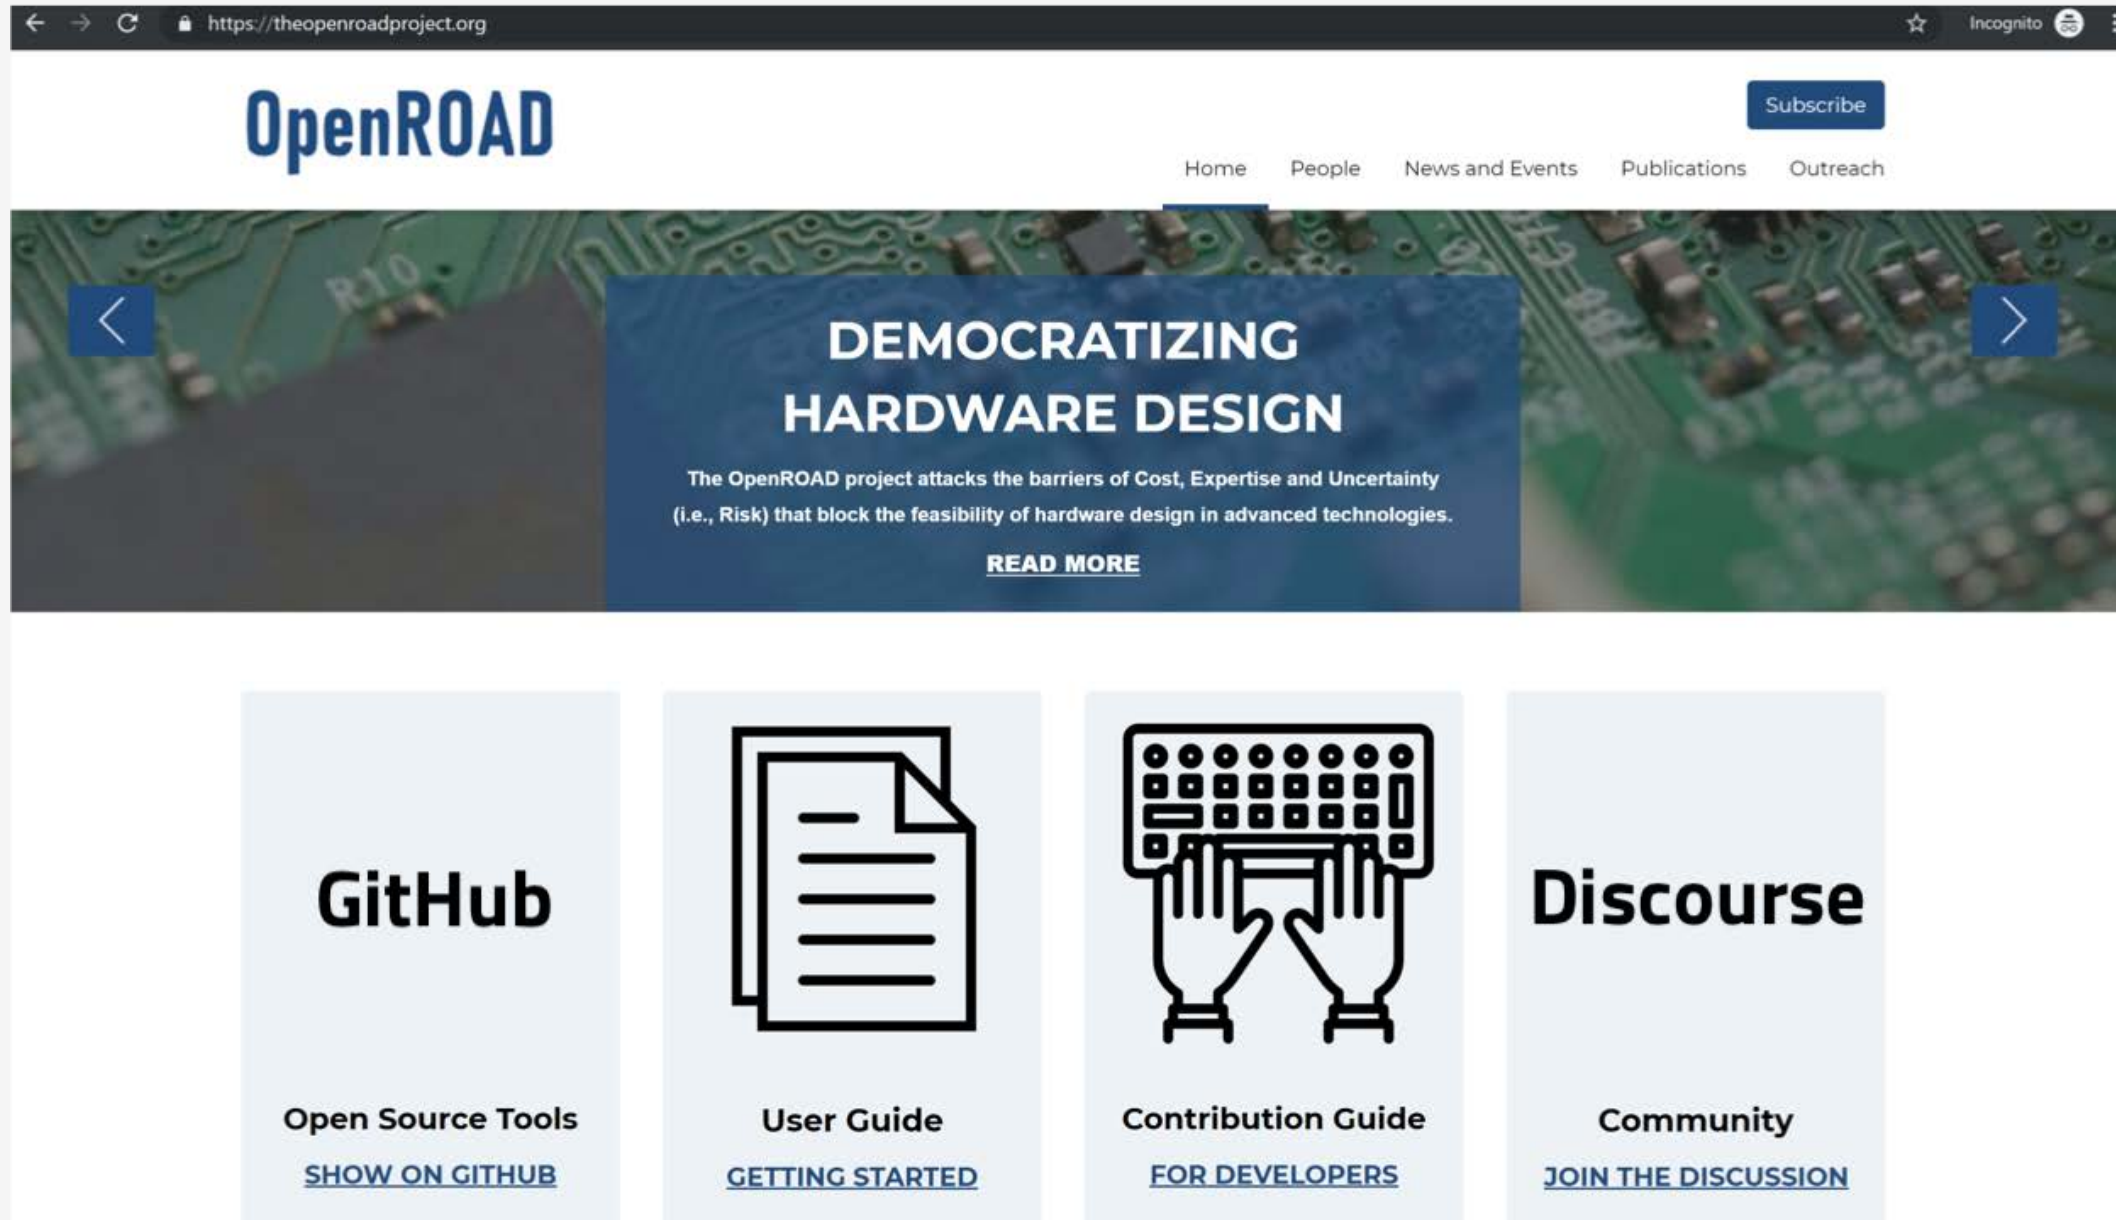 https://theopenroadproject.org
Incognito
OpenROAD
Subscribe
Home People News and Events Publications Outreach
R10
DEMOCRATIZING
HARDWARE DESIGN
The OpenROAD project attacks the barriers of Cost, Expertise and Uncertainty
(i.e., Risk) that block the feasibility of hardware design in advanced technologies.
READ MORE
GitHub
Discourse
Open Source Tools
User Guide
Contribution Guide
Community
SHOW ON GITHUB
GETTING STARTED
FOR DEVELOPERS
JOIN THE DISCUSSION